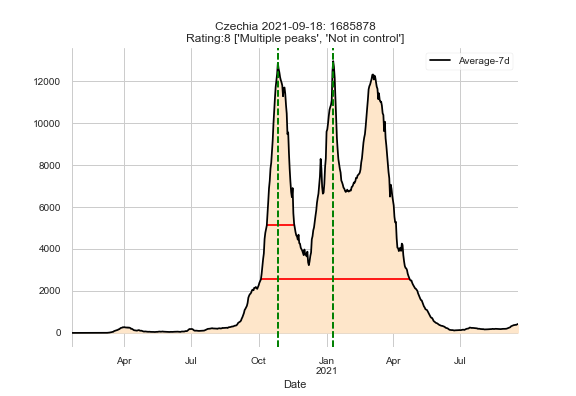 Czechia 2021-09-18: 1685878
Rating:8 ['Multiple peaks', 'Not in control']
Average-7d
12000
10000
8000
6000
4000
2000
0
Apr Jul Oct Jan Apr Jul
2021
Date